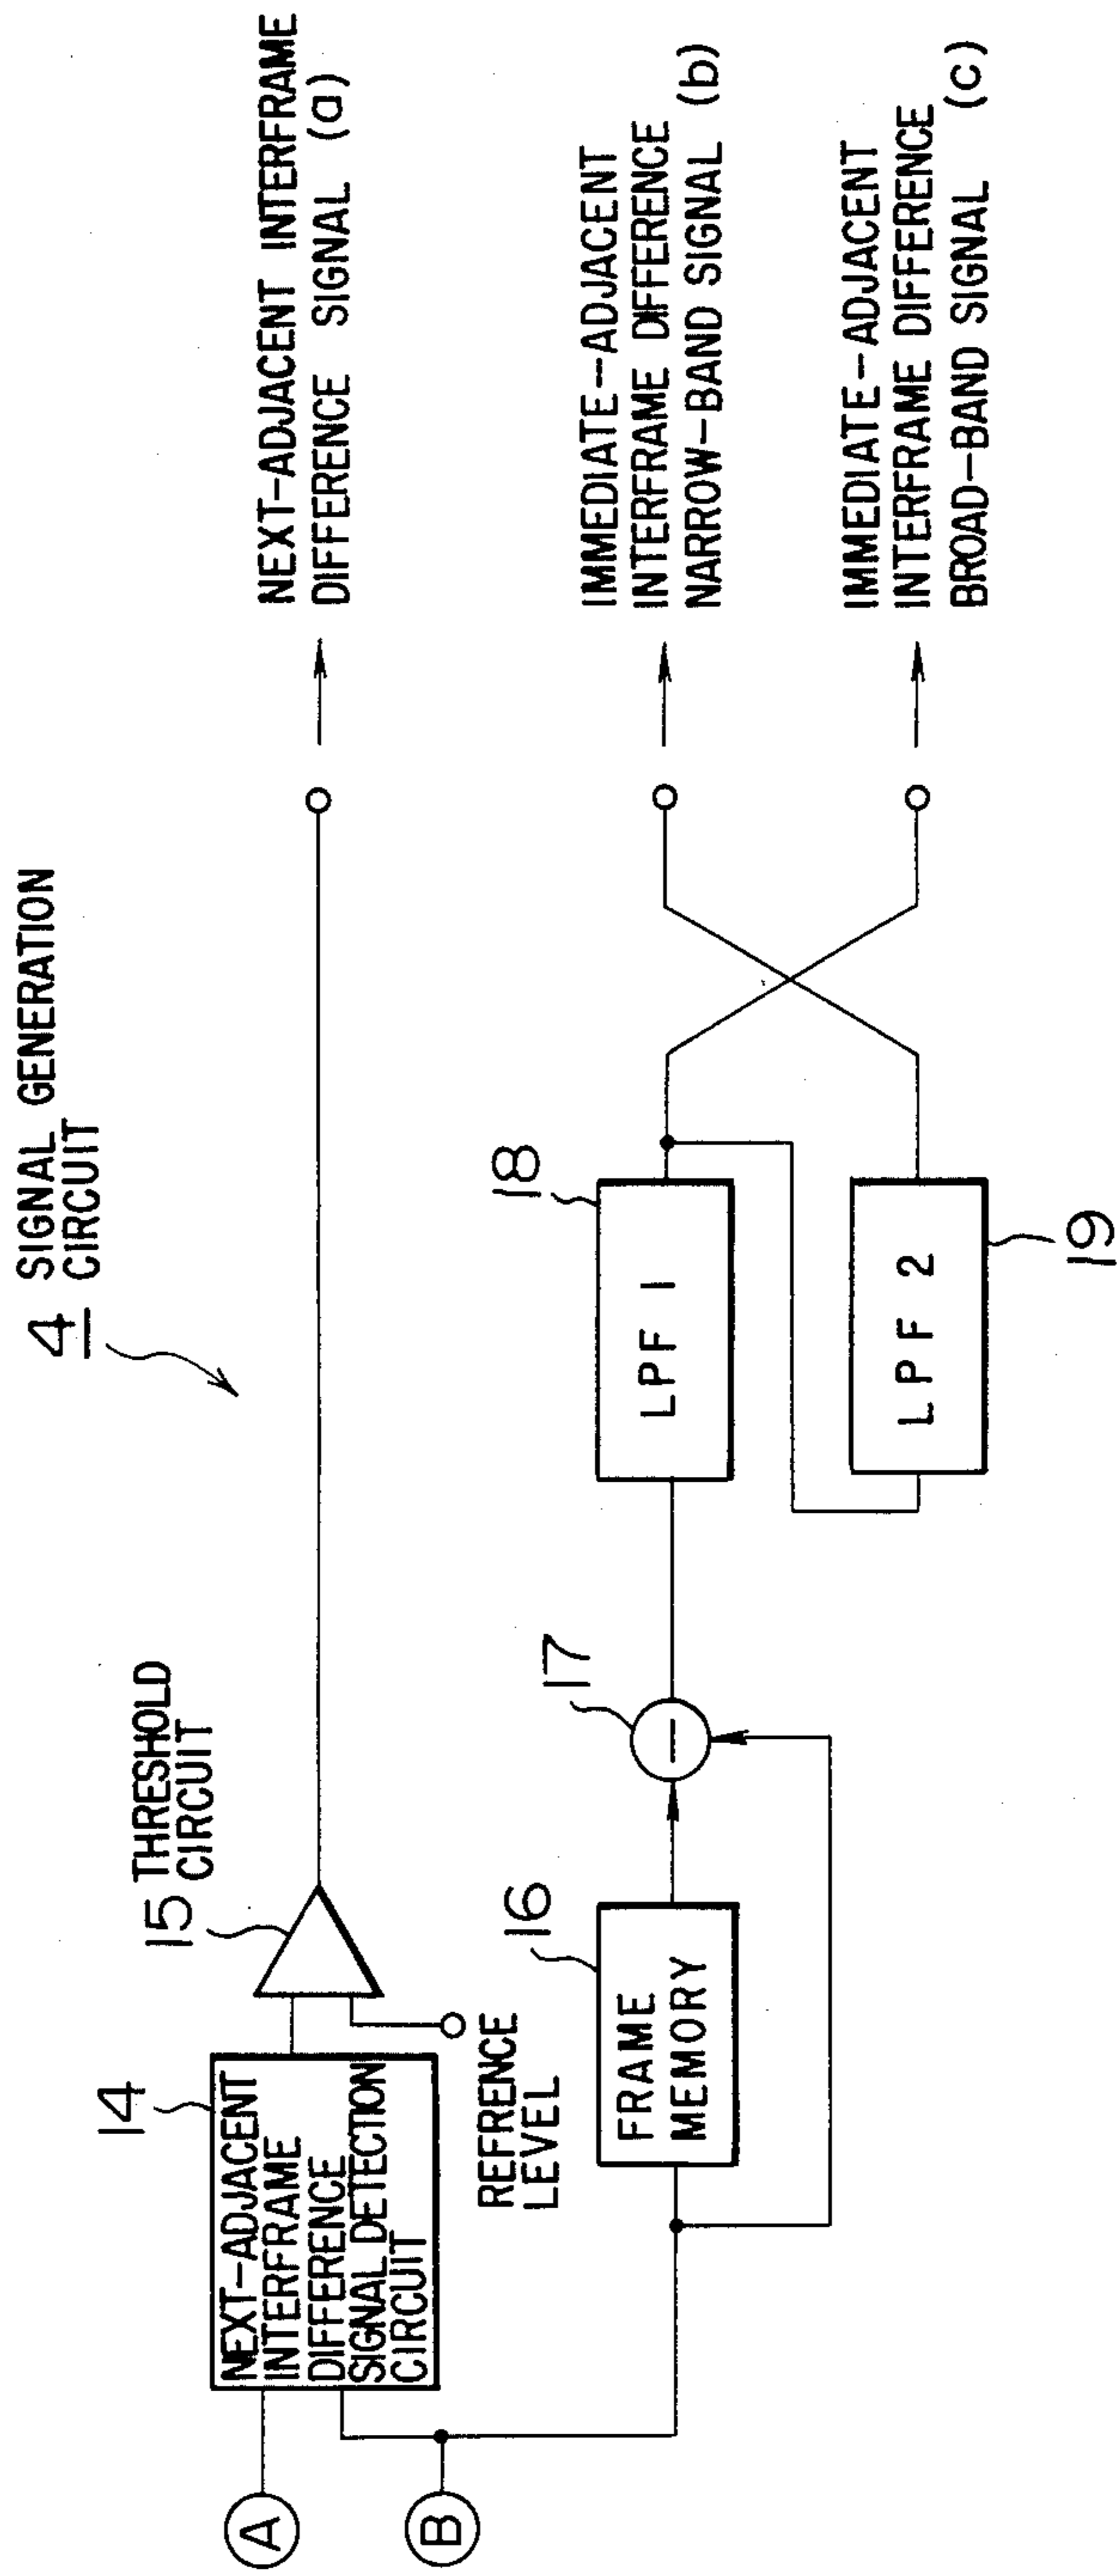 4 SIGNAL GENERATION
CIRCUIT
NEXT-ADJACENT INTERFRAME
DIFFERENCE SIGNAL (a)
15 THRESHOLD
CIRCUIT
14
NEXT-ADJACENT
INTERFRAME
DIFFERENCE
SIGNAL DETECTION
CIRCUIT
A
B
REFRENCE
LEVEL
16
FRAME
MEMORY
17
18
LPF 1
LPF 2
19
IMMEDIATE-ADJACENT
INTERFRAME DIFFERENCE
NARROW-BAND SIGNAL (b)
IMMEDIATE-ADJACENT
INTERFRAME DIFFERENCE
BROAD-BAND SIGNAL (c)